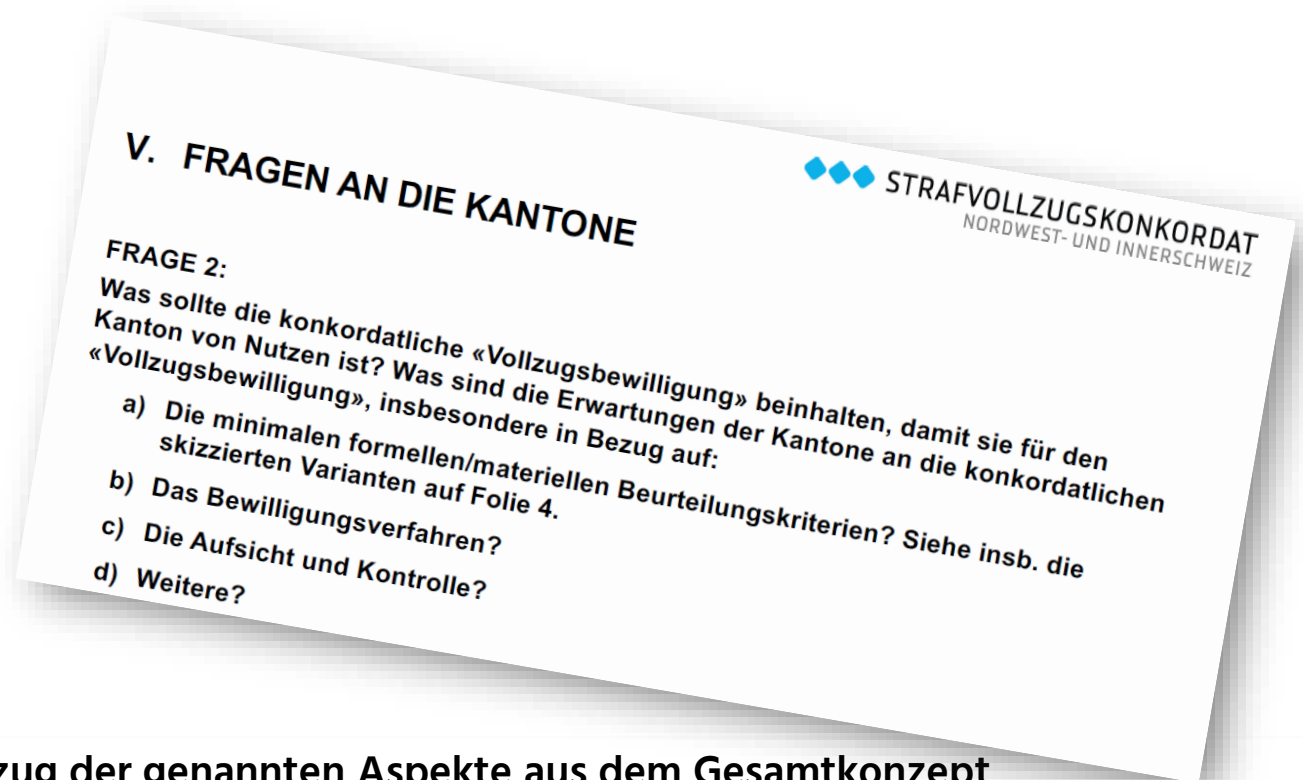 V. FRAGEN AN DIE KANTONE
STRAFVOLLZUGSKONKORDAT
NORDWEST- UND INNERSCHWEIZ
FRAGE 2:
Was sollte die konkordatliche «Vollzugsbewilligung» beinhalten, damit sie für den
Kanton von Nutzen ist? Was sind die Erwartungen der Kantone an die konkordatlichen
«Vollzugsbewilligung», insbesondere in Bezug auf:
a) Die minimalen formellen/materiellen Beurteilungskriterien? Siehe insb. die
skizzierten Varianten auf Folie 4.
b) Das Bewilligungsverfahren?
c) Die Aufsicht und Kontrolle?
d) Weitere?
der genannten Aspekte aus dem Gesamtkonzept